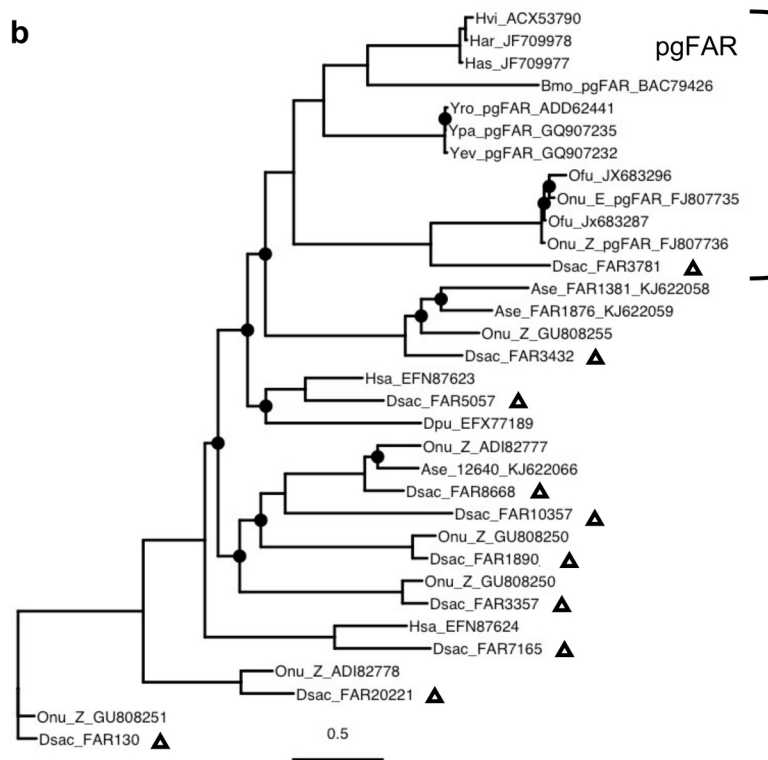 b
pgFAR
Hvi_ACX53790
Har_JF709978
Has_JF709977
Bmo_pgFAR_BAC79426
Yro_pgFAR_ADD62441
Ypa_pgFAR_GQ907235
Yev_pgFAR_GQ907232
Ofu_JX683296
Onu_E_pgFAR_FJ807735
Ofu_Jx683287
Onu_Z_pgFAR_FJ807736
Dsac_FAR3781
Ase_FAR1381_KJ622058
Ase_FAR1876_KJ622059
Onu_Z_GU808255
Dsac_FAR3432
Hsa_EFN87623
Dsac_FAR5057
Dpu_EFX77189
Onu_Z_ADI82777
Ase_12640_KJ622066
Dsac_FAR8668
Dsac_FAR10357
Onu_Z_GU808250
Dsac_FAR1890
Onu_Z_GU808250
Dsac_FAR3357
Hsa_EFN87624
Dsac_FAR7165
Onu_Z_ADI82778
Dsac_FAR20221
Onu_Z_GU808251
Dsac_FAR130
0.5